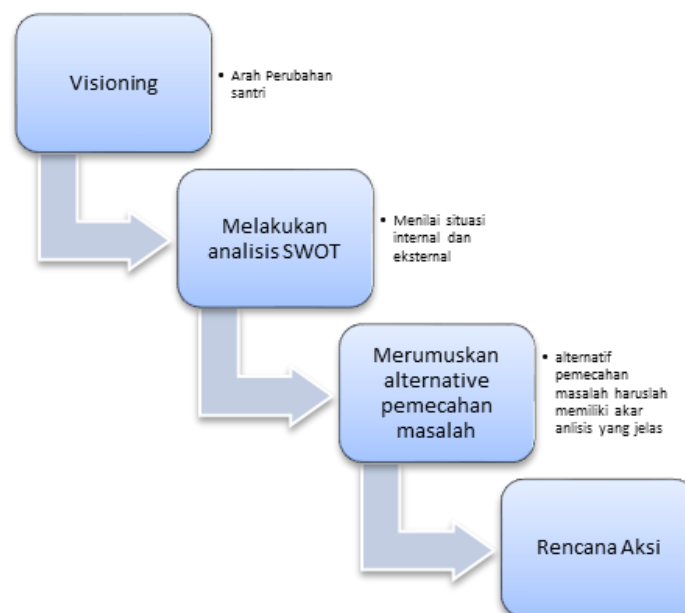 Visioning
• Arah Perubahan
santri
Melakukan
analisis SWOT
• Menilai situasi
internal dan
eksternal
Merumuskan
alternative
pemecahan
masalah
• alternatif
pemecahan
masalah haruslah
memiliki akar
anlisis yang jelas
Rencana Aksi